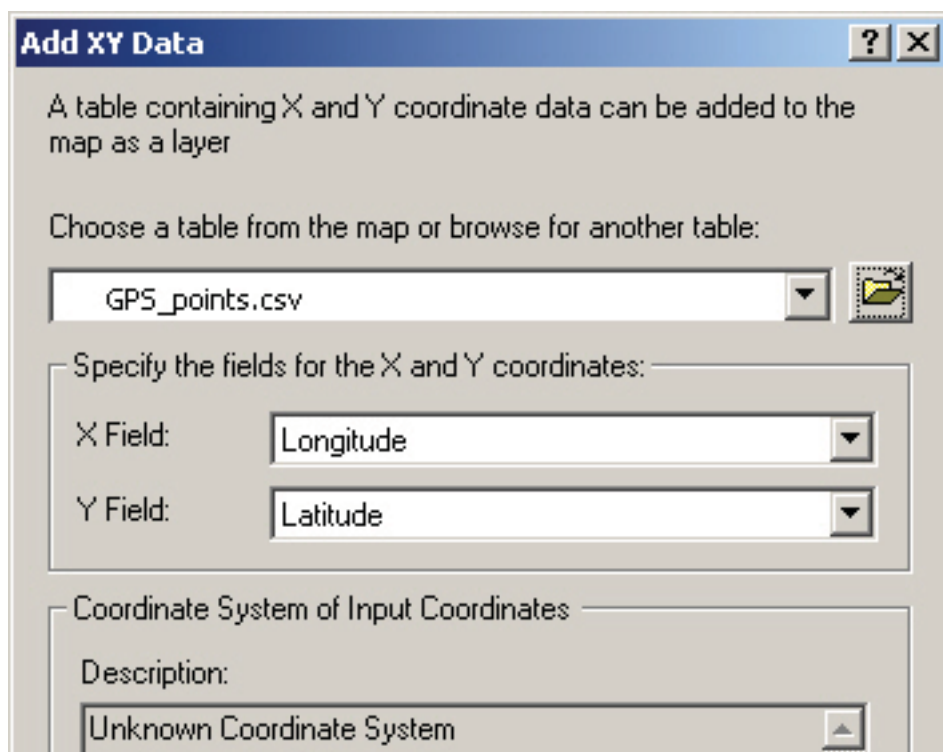 Add XY Data
A table containing X and Y coordinate data can be added to the
map as a layer
Choose a table from the map or browse for another table:
GPS_points.csv
Specify the fields for the X and Y coordinates:
X Field:
Longitude
Y Field:
Latitude
Coordinate System of Input Coordinates
Description:
Unknown Coordinate System